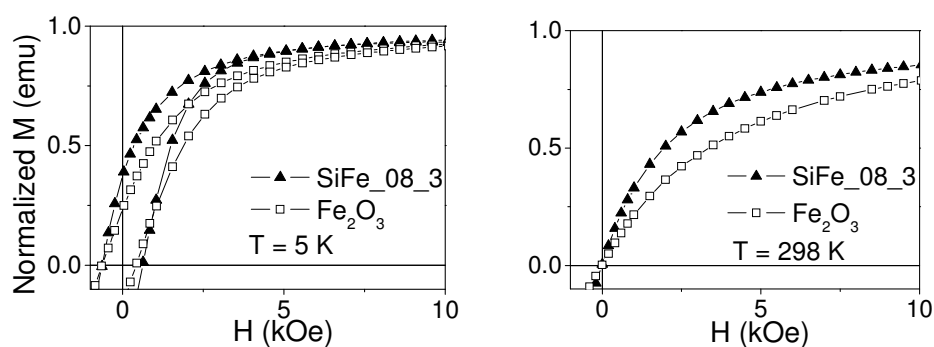 Normalized M (emu)
1.0
0.5
0.0
0
5
10
H (kOe)
SiFe_08_3
Fe₂O₃
T = 5 K
1.0
0.5
0.0
0
5
10
H (kOe)
SiFe_08_3
Fe₂O₃
T = 298 K